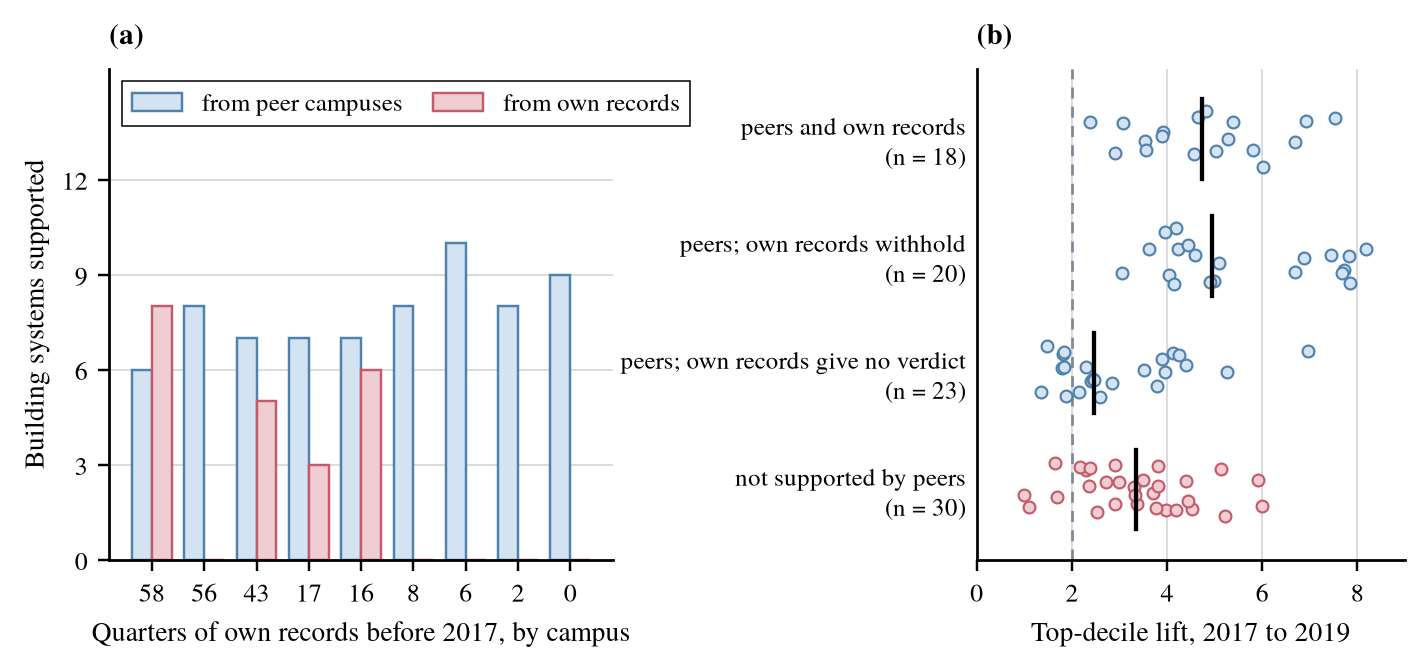 (a)
from peer campuses
from own records
Building systems supported
12
9
6
3
0
58 56 43 17 16 8 6 2 0
Quarters of own records before 2017, by campus
(b)
peers and own records
(n = 18)
peers; own records withhold
(n = 20)
peers; own records give no verdict
(n = 23)
not supported by peers
(n = 30)
0 2 4 6 8
Top-decile lift, 2017 to 2019